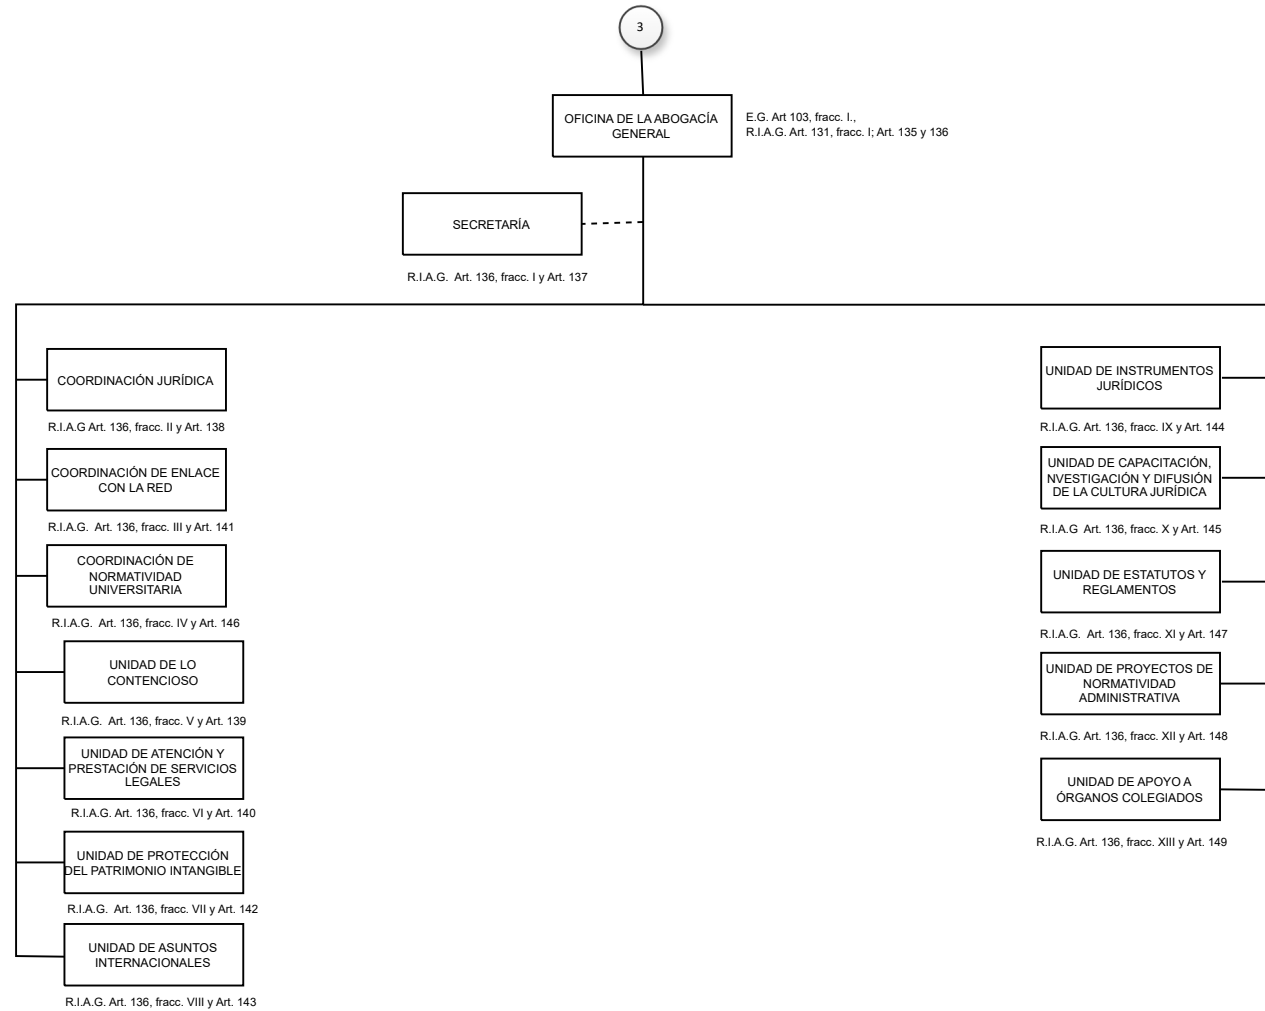 3
OFICINA DE LA ABOGACÍA
GENERAL
E.G. Art 103, fracc. I.,
R.I.A.G. Art. 131, fracc. I; Art. 135 y 136
SECRETARÍA
R.I.A.G.  Art. 136, fracc. I y Art. 137
COORDINACIÓN JURÍDICA
R.I.A.G Art. 136, fracc. II y Art. 138
COORDINACIÓN DE ENLACE
CON LA RED
R.I.A.G.  Art. 136, fracc. III y Art. 141
COORDINACIÓN DE
NORMATIVIDAD
UNIVERSITARIA
R.I.A.G.  Art. 136, fracc. IV y Art. 146
UNIDAD DE LO
CONTENCIOSO
R.I.A.G.  Art. 136, fracc. V y Art. 139
UNIDAD DE ATENCIÓN Y
PRESTACIÓN DE SERVICIOS
LEGALES
R.I.A.G. Art. 136, fracc. VI y Art. 140
UNIDAD DE PROTECCIÓN
DEL PATRIMONIO INTANGIBLE
R.I.A.G.  Art. 136, fracc. VII y Art. 142
UNIDAD DE ASUNTOS
INTERNACIONALES
R.I.A.G. Art. 136, fracc. VIII y Art. 143
UNIDAD DE INSTRUMENTOS
JURÍDICOS
R.I.A.G. Art. 136, fracc. IX y Art. 144
UNIDAD DE CAPACITACIÓN,
NVESTIGACIÓN Y DIFUSIÓN
DE LA CULTURA JURÍDICA
R.I.A.G  Art. 136, fracc. X y Art. 145
UNIDAD DE ESTATUTOS Y
REGLAMENTOS
R.I.A.G.  Art. 136, fracc. XI y Art. 147
UNIDAD DE PROYECTOS DE
NORMATIVIDAD
ADMINISTRATIVA
R.I.A.G. Art. 136, fracc. XII y Art. 148
UNIDAD DE APOYO A
ÓRGANOS COLEGIADOS
R.I.A.G. Art. 136, fracc. XIII y Art. 149